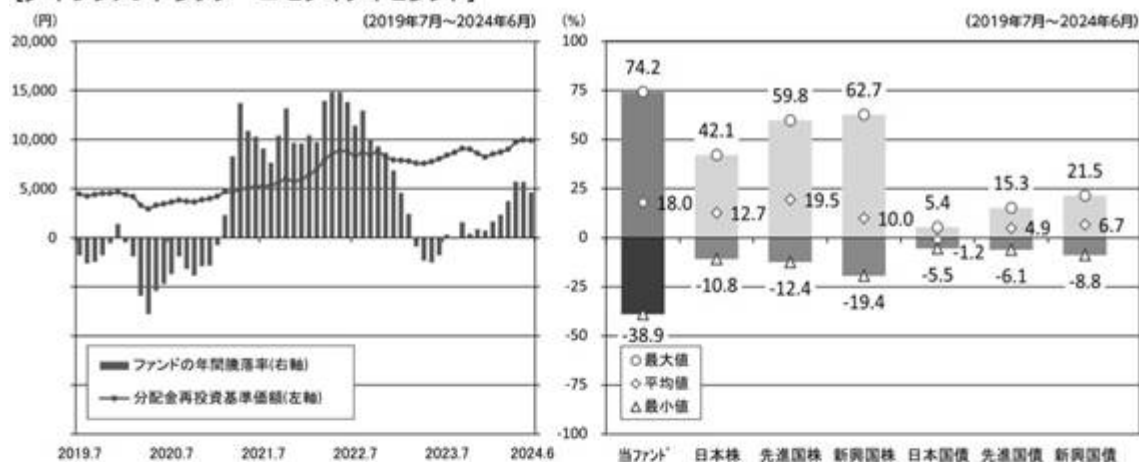 (円)
(2019年7月～2024年6月)
20,000
15,000
10,000
5,000
0
ファンドの年間騰落率(右軸)
分配金再投資基準価額(左軸)
2019.7 2020.7 2021.7 2022.7 2023.7 2024.6
(%)
(2019年7月～2024年6月)
100
75
50
25
0
-25
-50
-75
-100
74.2 42.1 59.8 62.7 5.4 15.3 21.5
18.0 12.7 19.5 10.0 -1.2 4.9 6.7
-38.9 -10.8 -12.4 -19.4 -5.5 -6.1 -8.8
最大値
平均値
最小値
当ファンド 日本株 先進国株 新興国株 日本国債 先進国債 新興国債